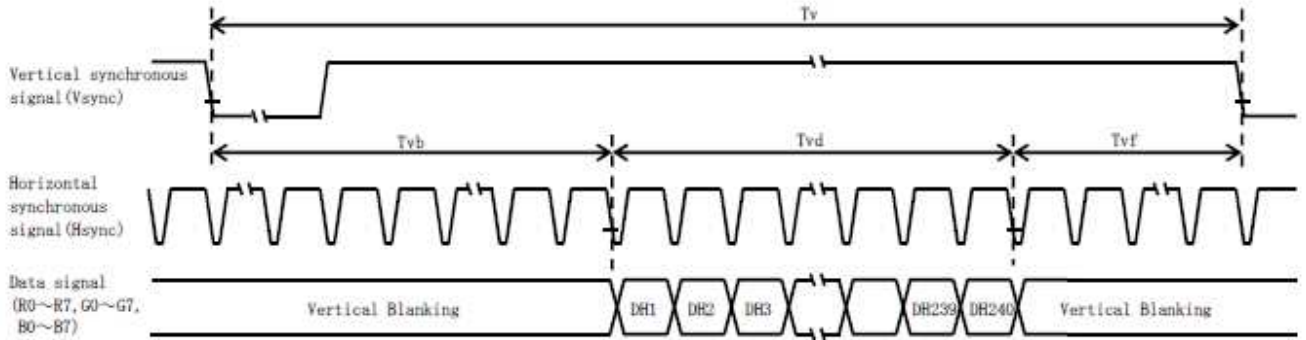 Tv
Vertical synchronous
signal(Vsync)
Tvb
Tvd
Tvf
Horizontal
synchronous
signal(Hsync)
Data signal
(R0～R7,G0～G7,
B0～B7)
Vertical Blanking
DH1
DH2
DH3
DH239
DH240
Vertical Blanking